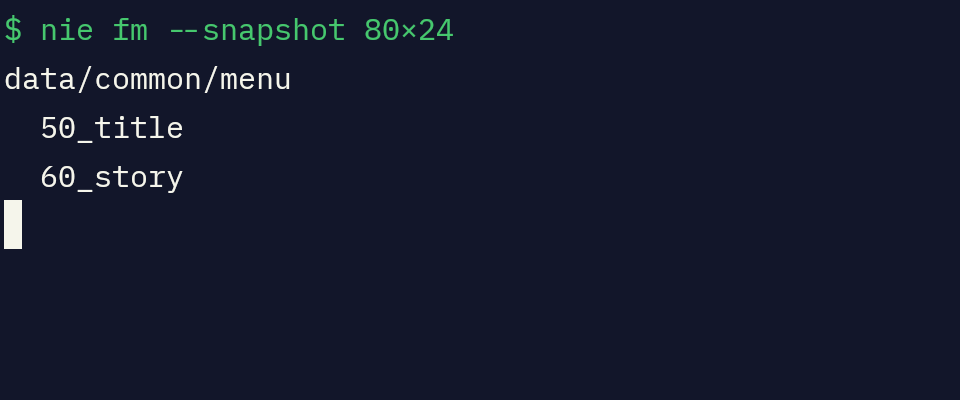 $ nie fm --snapshot 80×24
data/common/menu
  50_title
  60_story